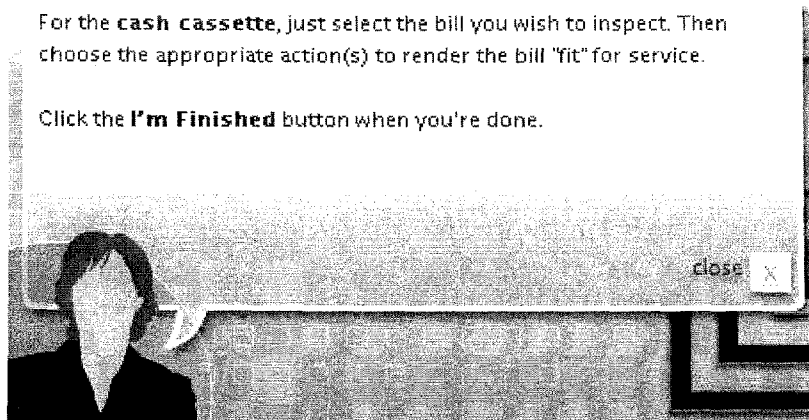 For the cash cassette, just select the bill you wish to inspect. Then
choose the appropriate action(s) to render the bill "fit" for service.
Click the I'm Finished button when you're done.
close X